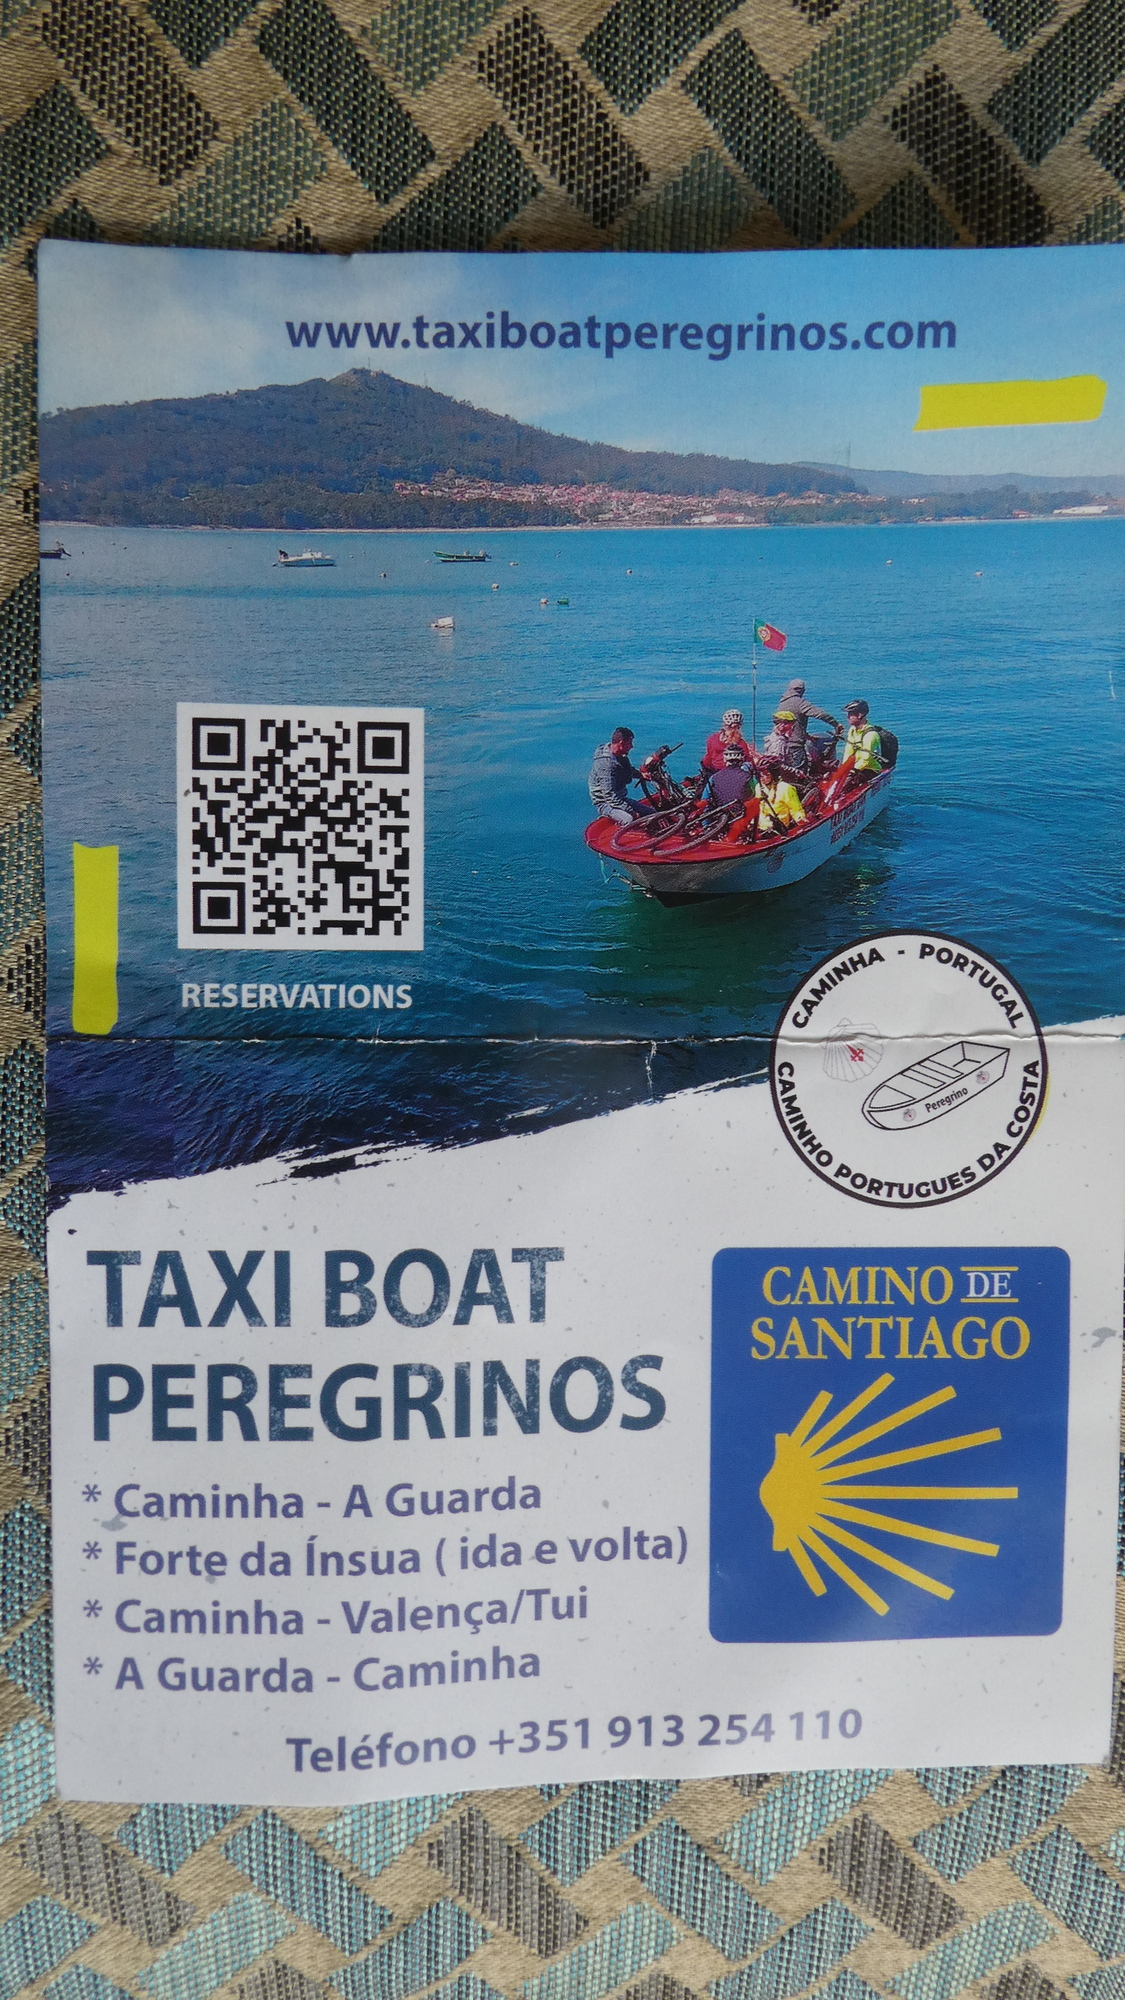 www.taxiboatperegrinos.com
RESERVATIONS
CAMINHA - PORTUGAL
Peregrino
CAMINHO PORTUGUES DA COSTA
TAXI BOAT
PEREGRINOS
CAMINO DE
SANTIAGO
* Caminha - A Guarda
* Forte da Ínsua ( ida e volta)
* Caminha - Valença/Tui
* A Guarda - Caminha
Teléfono +351 913 254 110